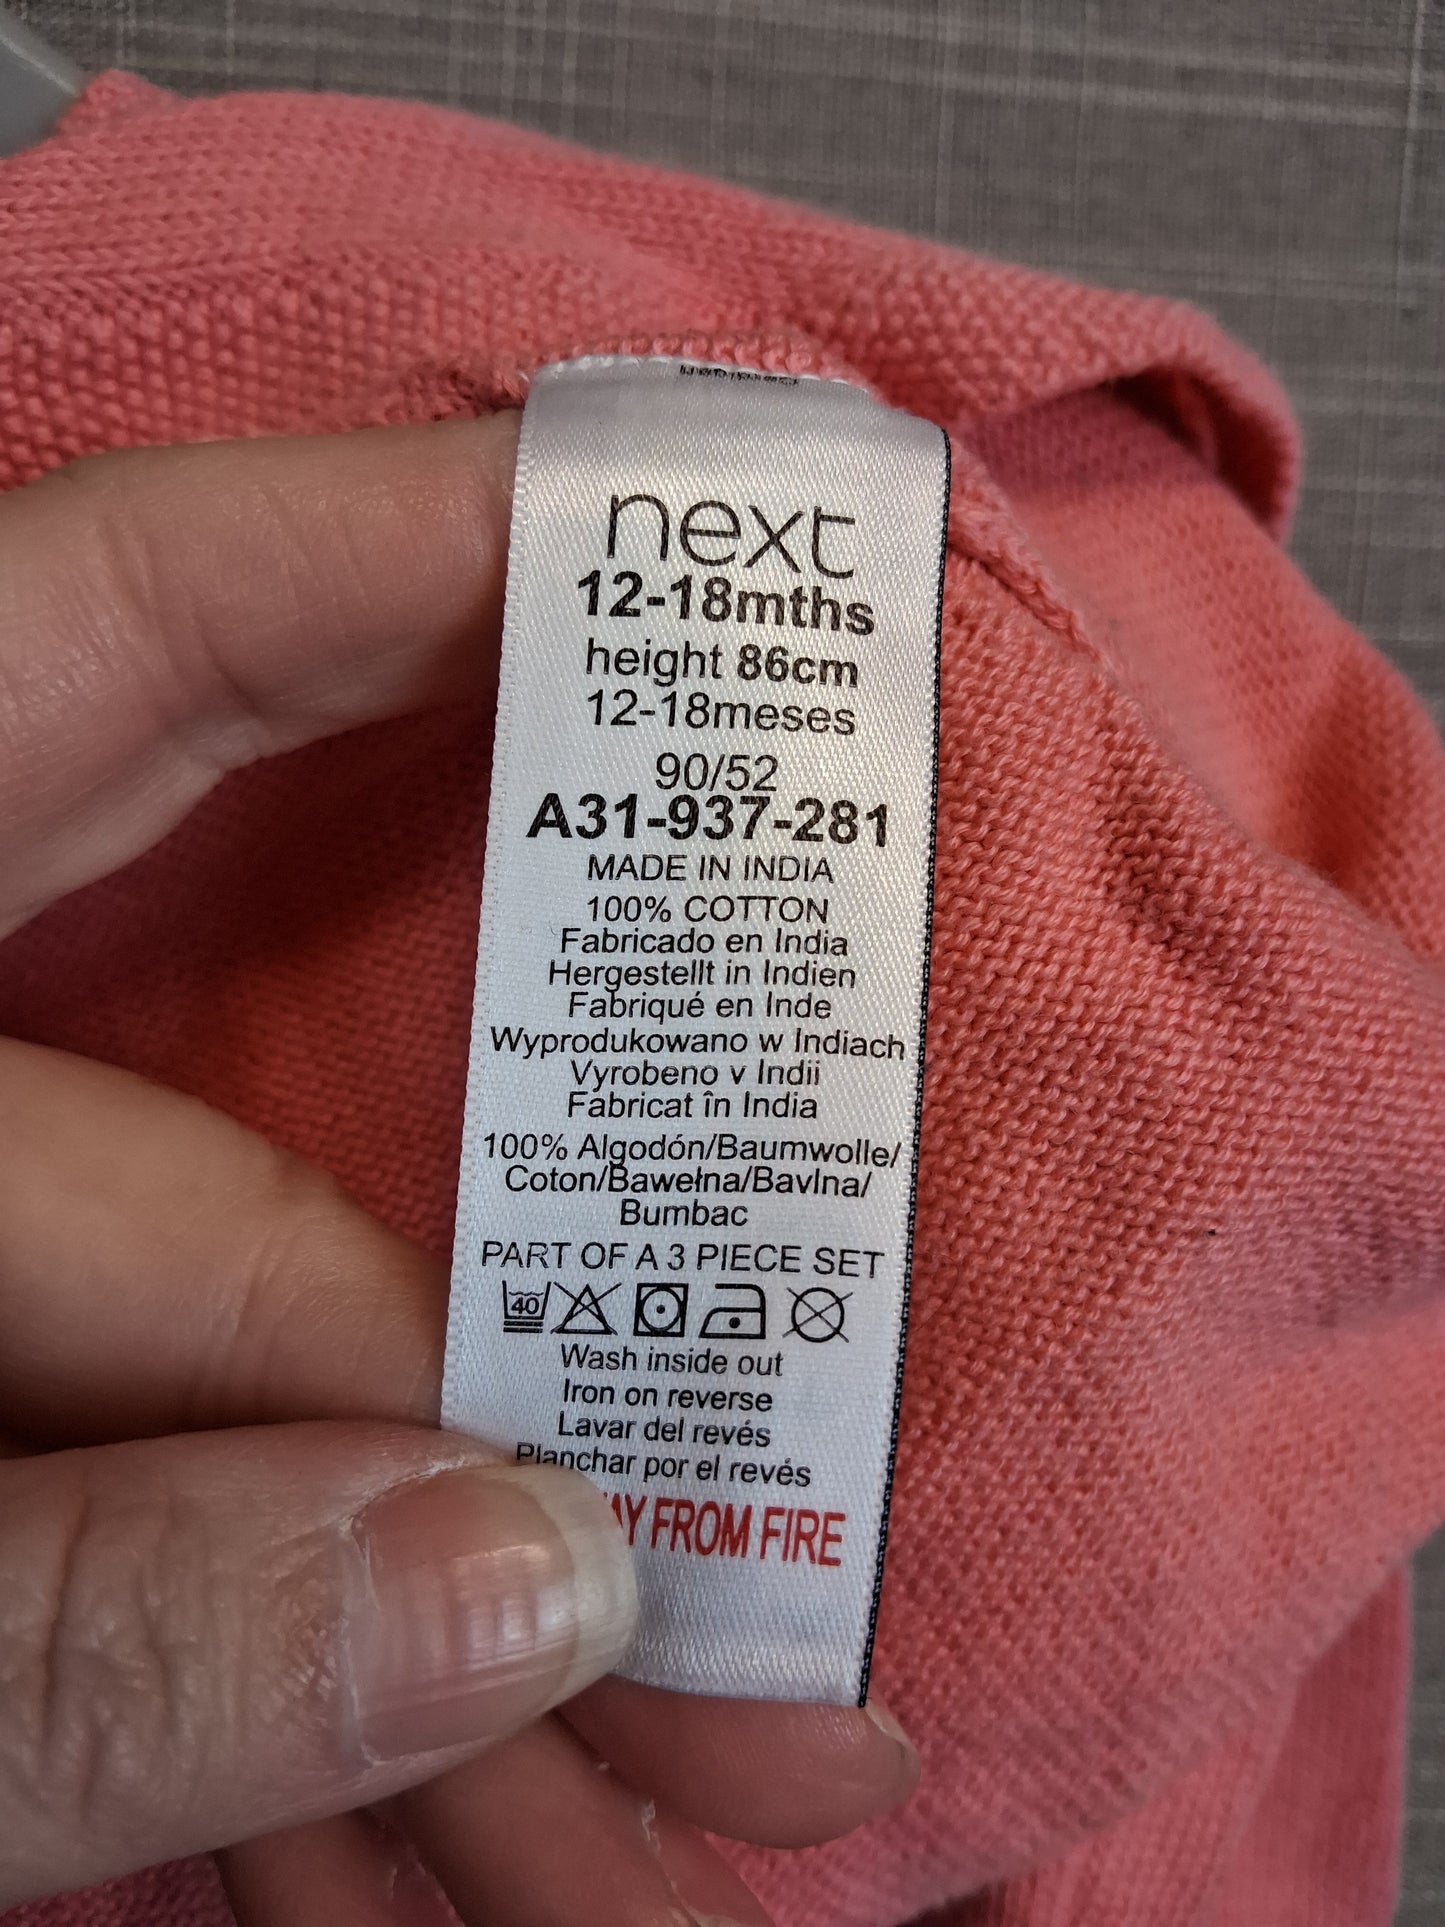 next
12-18mths
height 86cm
12-18meses
90/52
A31-937-281
MADE IN INDIA
100% COTTON
Fabricado en India
Hergestellt in Indien
Fabriqué en Inde
Wyprodukowano w Indiach
Vyrobeno v Indii
Fabricat în India
100% Algodón/Baumwolle/
Coton/Bawełna/Bavlna/
Bumbac
PART OF A 3 PIECE SET
40
Wash inside out
Iron on reverse
Lavar del revés
Planchar por el revés
FROM FIRE